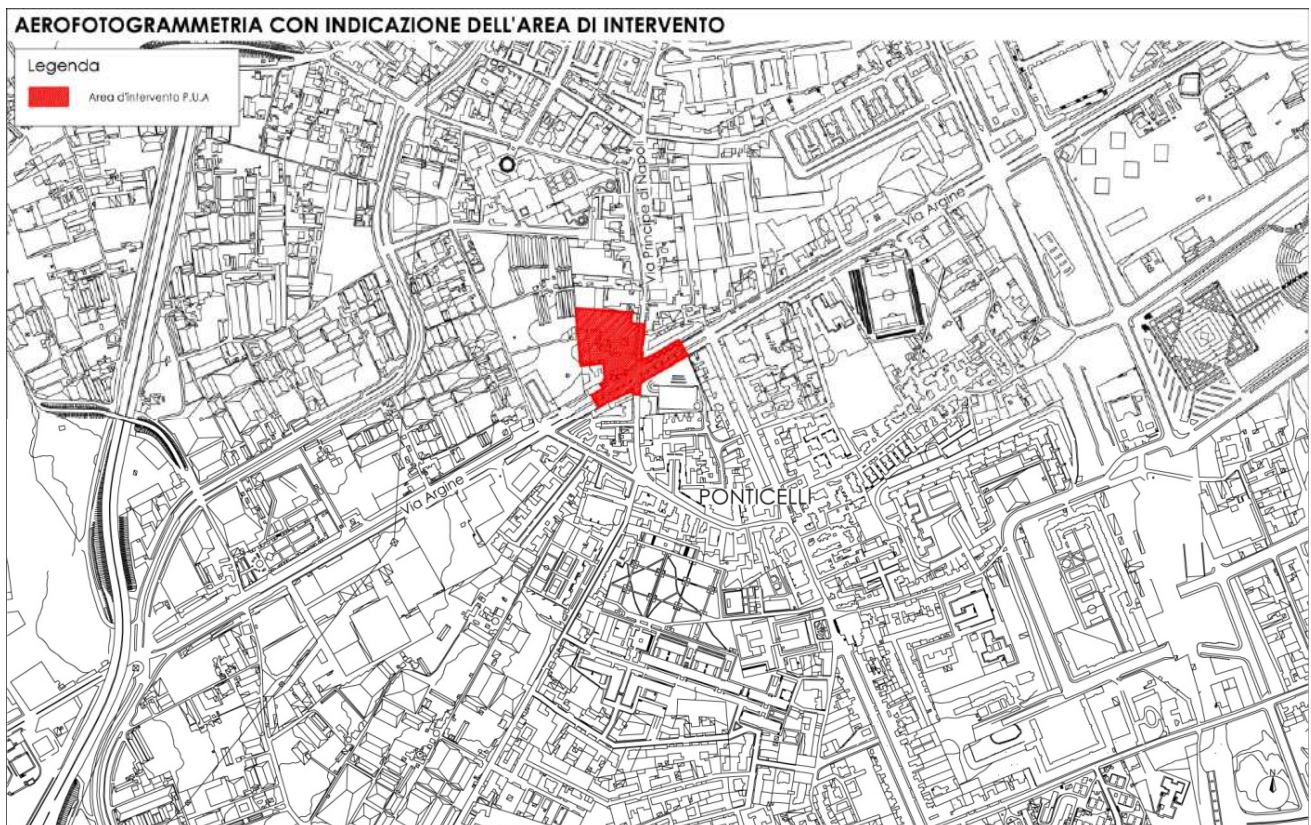 AEROFOTOGRAMMETRIA CON INDICAZIONE DELL'AREA DI INTERVENTO
Legenda
Area d'intervento P.U.A
Via Principe di Napoli
Via Argine
Via Argine
PONTICELLI
N